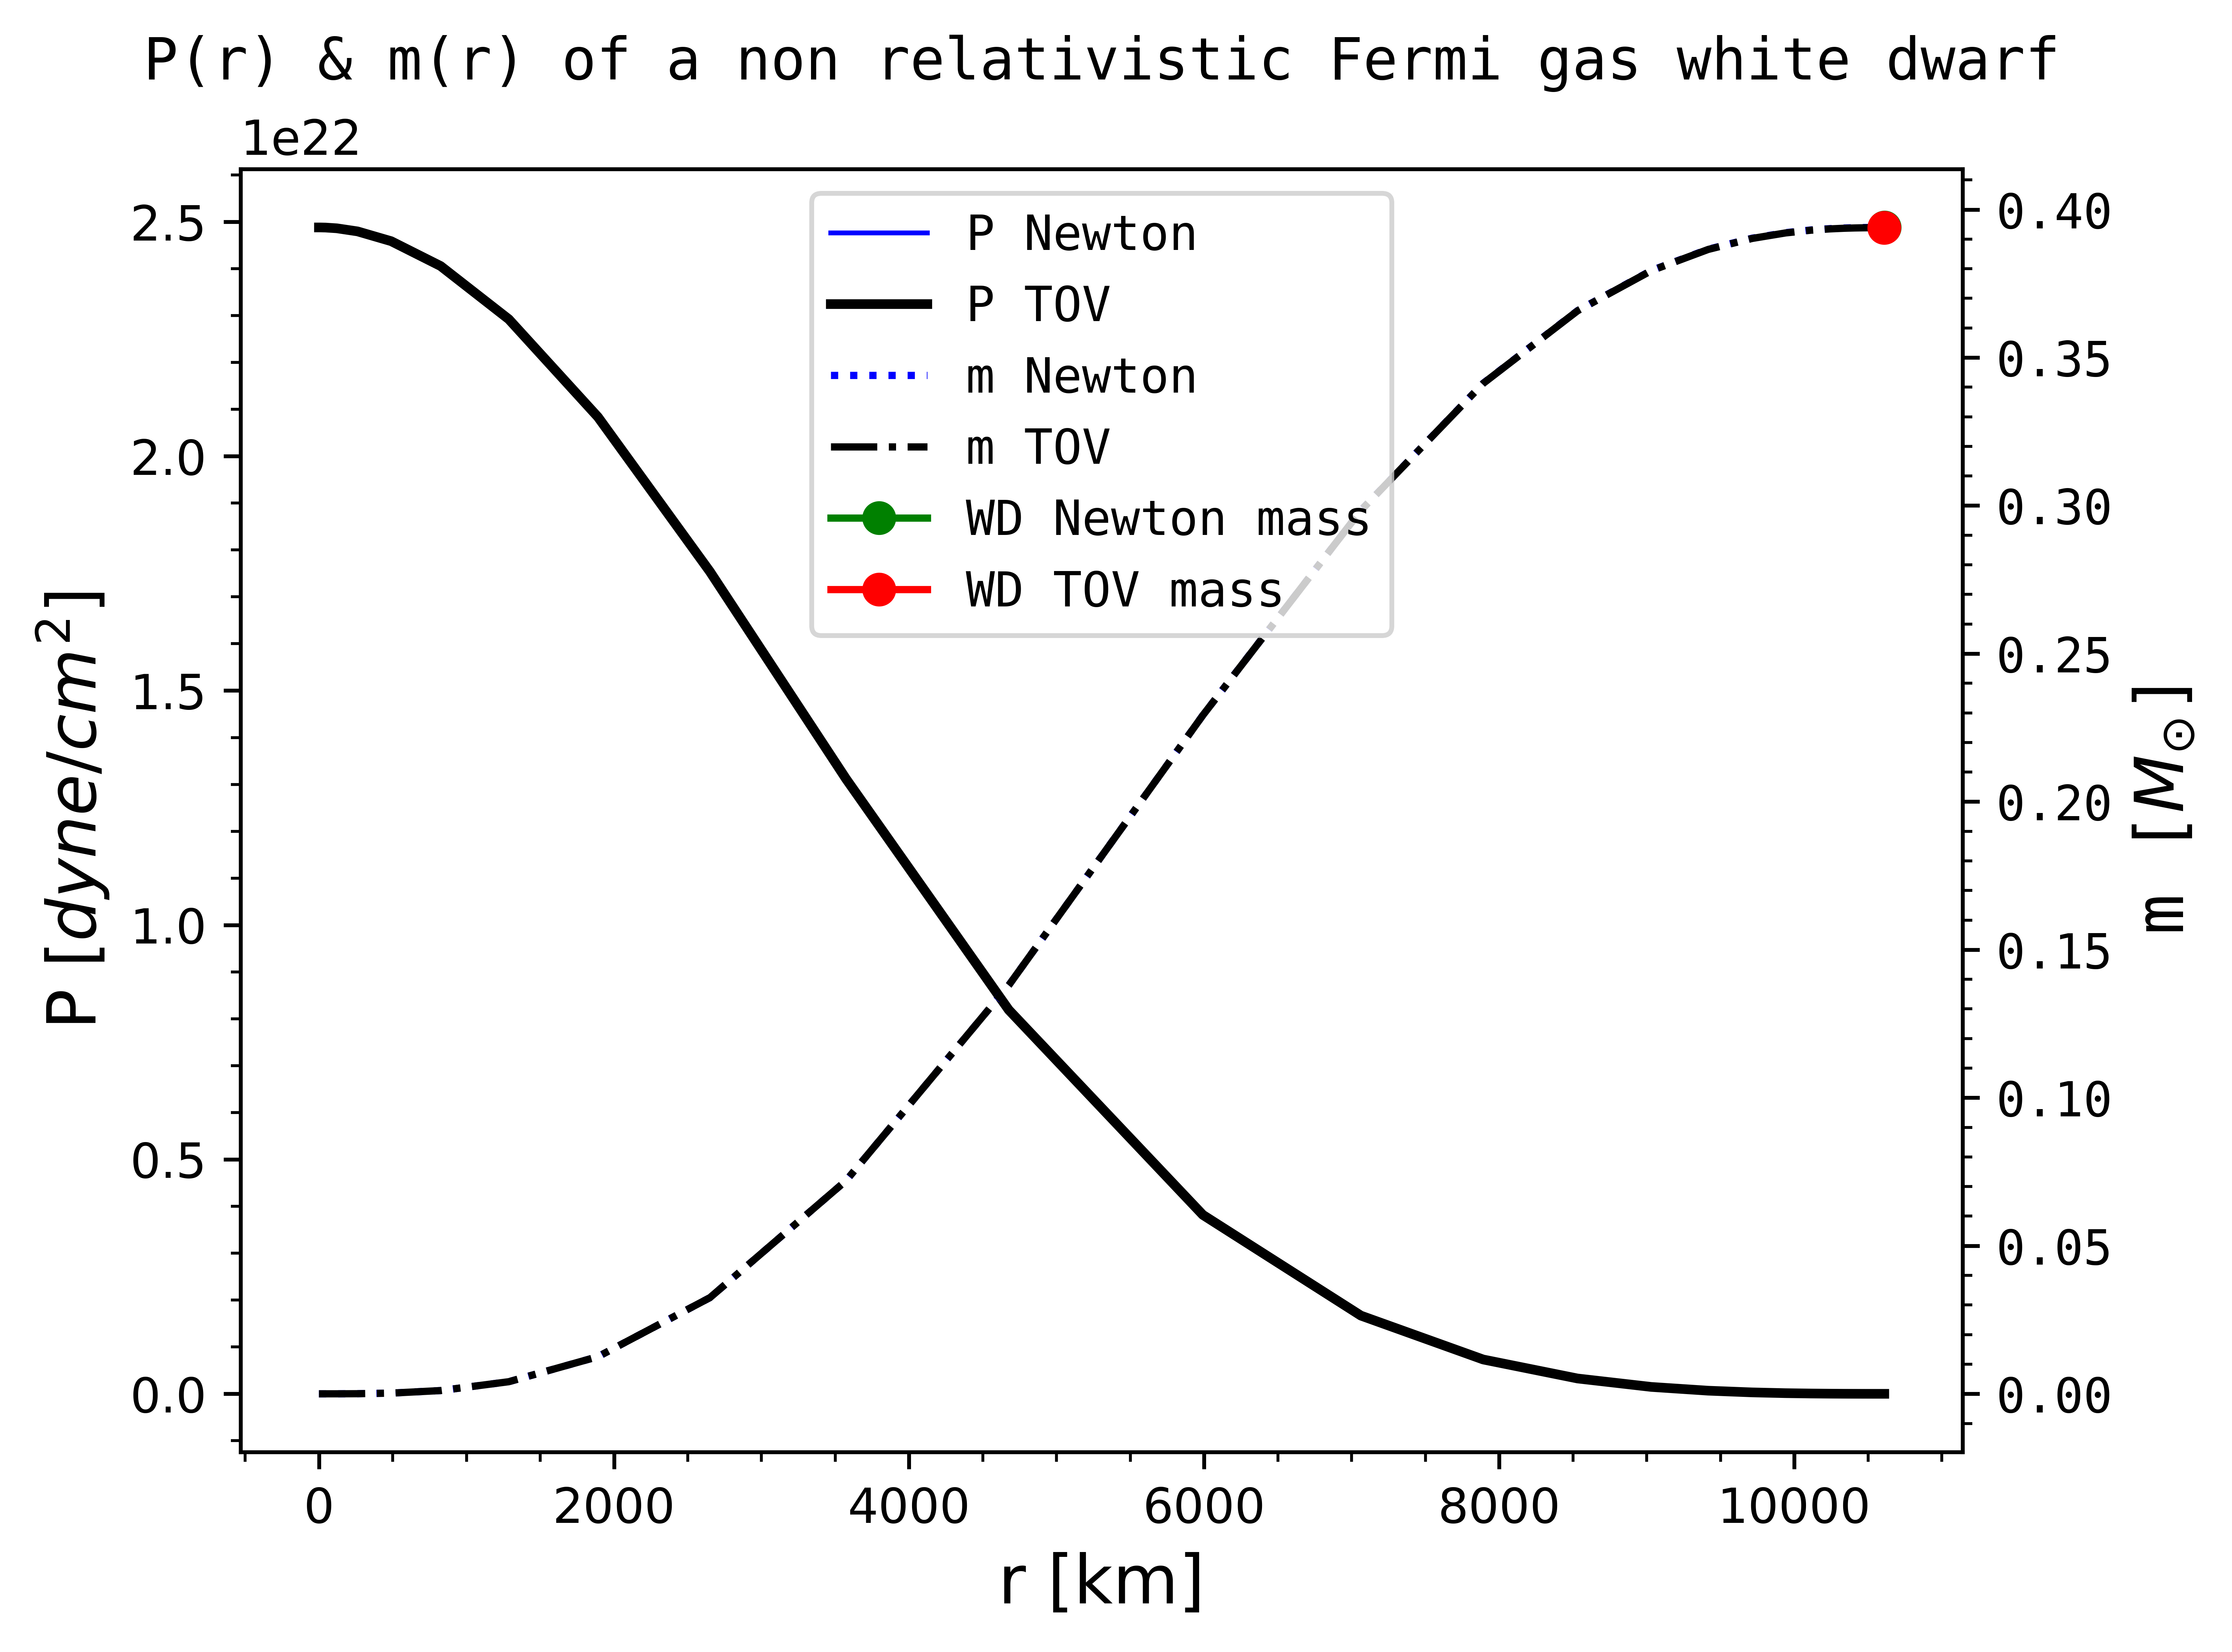 P(r) & m(r) of a non relativistic Fermi gas white dwarf
1e22
2.5
2.0
1.5
1.0
0.5
0.0
P [dyne/cm²]
P Newton
P TOV
m Newton
m TOV
WD Newton mass
WD TOV mass
0.40
0.35
0.30
0.25
0.20
0.15
0.10
0.05
0.00
m [M⊙]
0 2000 4000 6000 8000 10000
r [km]